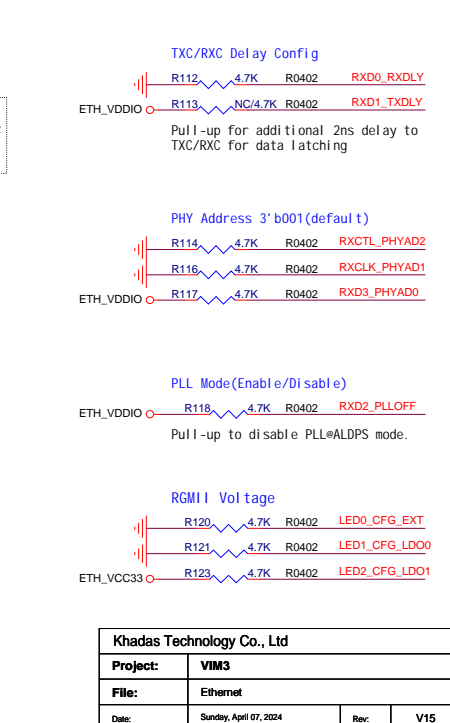 TXC/RXC Delay Config
R112 4.7K R0402 RXD0_RXDLY
ETH_VDDIO R113 NC/4.7K R0402 RXD1_TXDLY
Pull-up for additional 2ns delay to
TXC/RXC for data latching
PHY Address 3'b001(default)
R114 4.7K R0402 RXCTL_PHYAD2
R116 4.7K R0402 RXCLK_PHYAD1
ETH_VDDIO R117 4.7K R0402 RXD3_PHYAD0
PLL Mode(Enable/Disable)
ETH_VDDIO R118 4.7K R0402 RXD2_PLLOFF
Pull-up to disable PLL@ALDPS mode.
RGMII Voltage
R120 4.7K R0402 LED0_CFG_EXT
R121 4.7K R0402 LED1_CFG_LDO0
ETH_VCC33 R123 4.7K R0402 LED2_CFG_LDO1
Khadas Technology Co., Ltd
Project: VIM3
File: Ethernet
Date: Sunday, April 07, 2024 Rev: V15